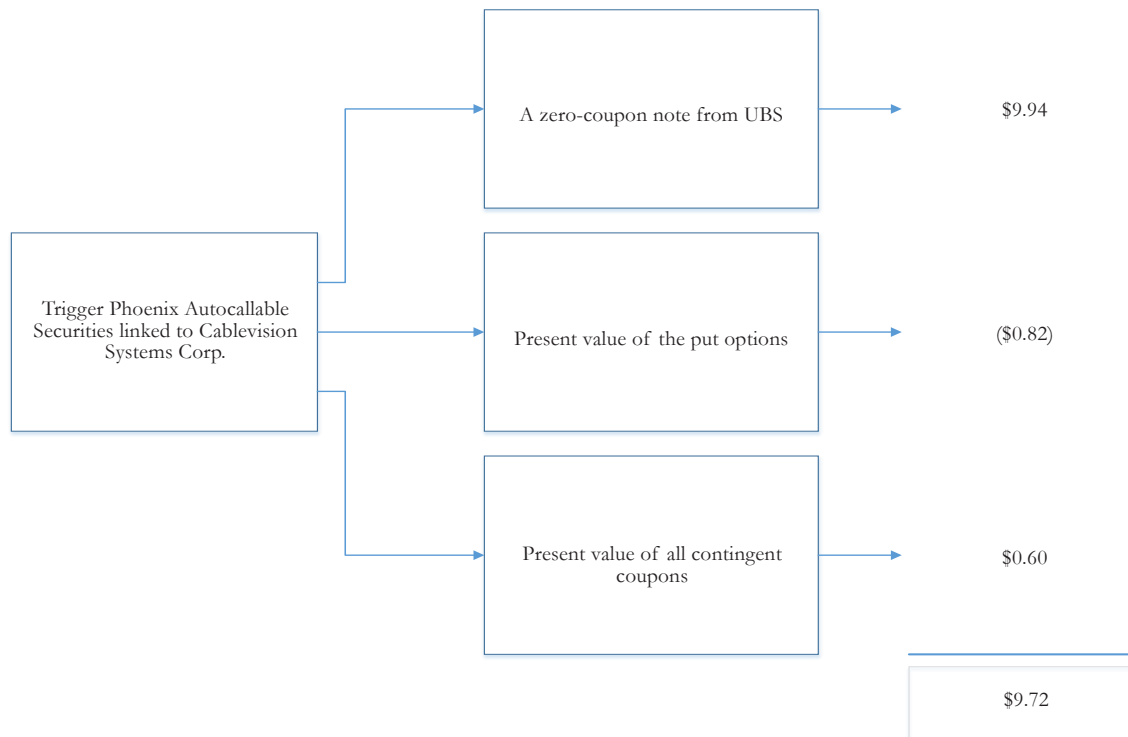 A zero-coupon note from UBS
$9.94
Trigger Phoenix Autocallable
Securities linked to Cablevision
Systems Corp.
Present value of the put options
($0.82)
Present value of all contingent
coupons
$0.60
$9.72